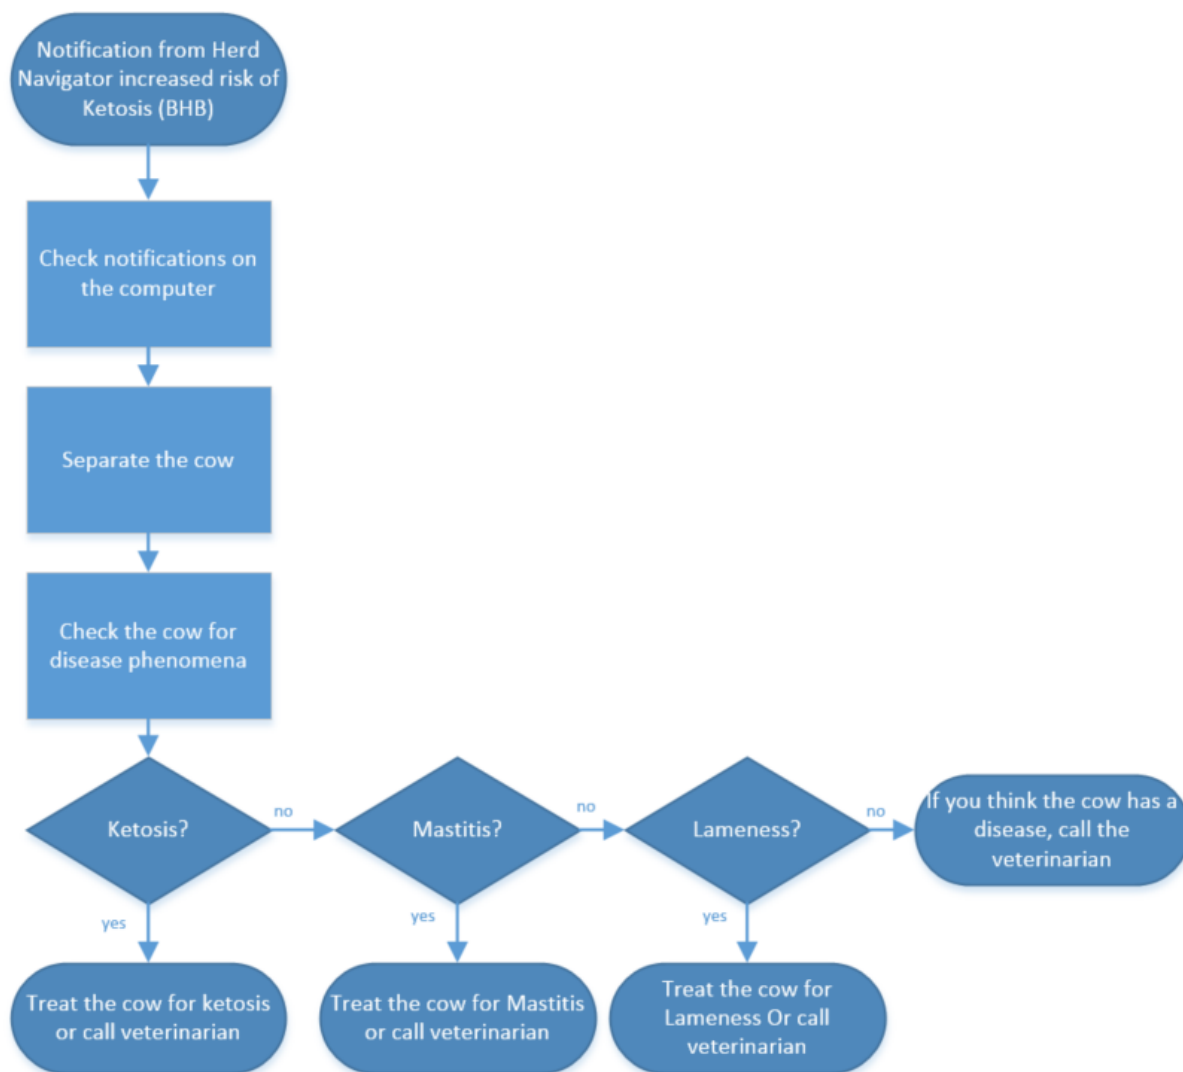 Notification from Herd
Navigator increased risk of
Ketosis (BHB)
Check notifications on
the computer
Separate the cow
Check the cow for
disease phenomena
Ketosis?
no
Mastitis?
no
Lameness?
no
If you think the cow has a
disease, call the
veterinarian
yes
yes
yes
Treat the cow for ketosis
or call veterinarian
Treat the cow for Mastitis
or call veterinarian
Treat the cow for
Lameness Or call
veterinarian